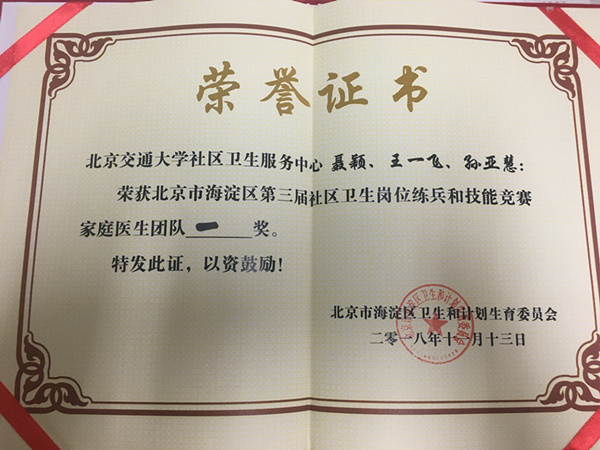 荣誉证书
北京交通大学社区卫生服务中心 聂颖、王一飞、孙亚慧：
荣获北京市海淀区第三届社区卫生岗位练兵和技能竞赛
家庭医生团队 一 奖。
特发此证，以资鼓励！
北京市海淀区卫生和计划生育委员会
二零一八年十一月十三日